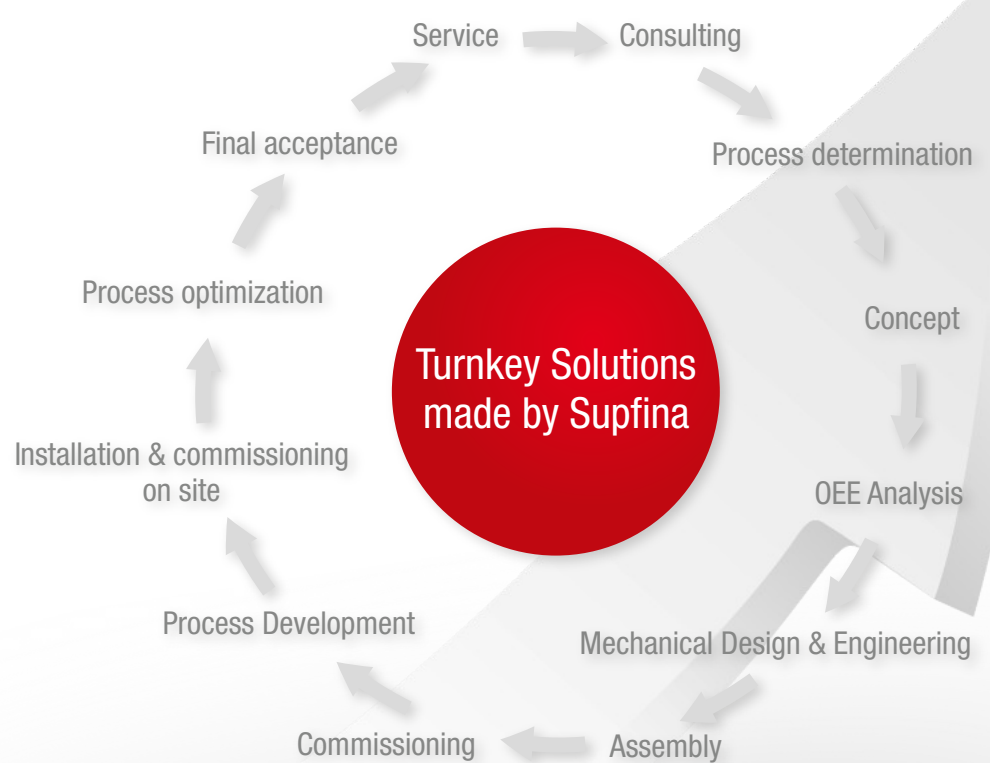 Service
Consulting
Final acceptance
Process determination
Process optimization
Concept
Turnkey Solutions
made by Supfina
Installation & commissioning
on site
OEE Analysis
Process Development
Mechanical Design & Engineering
Commissioning
Assembly